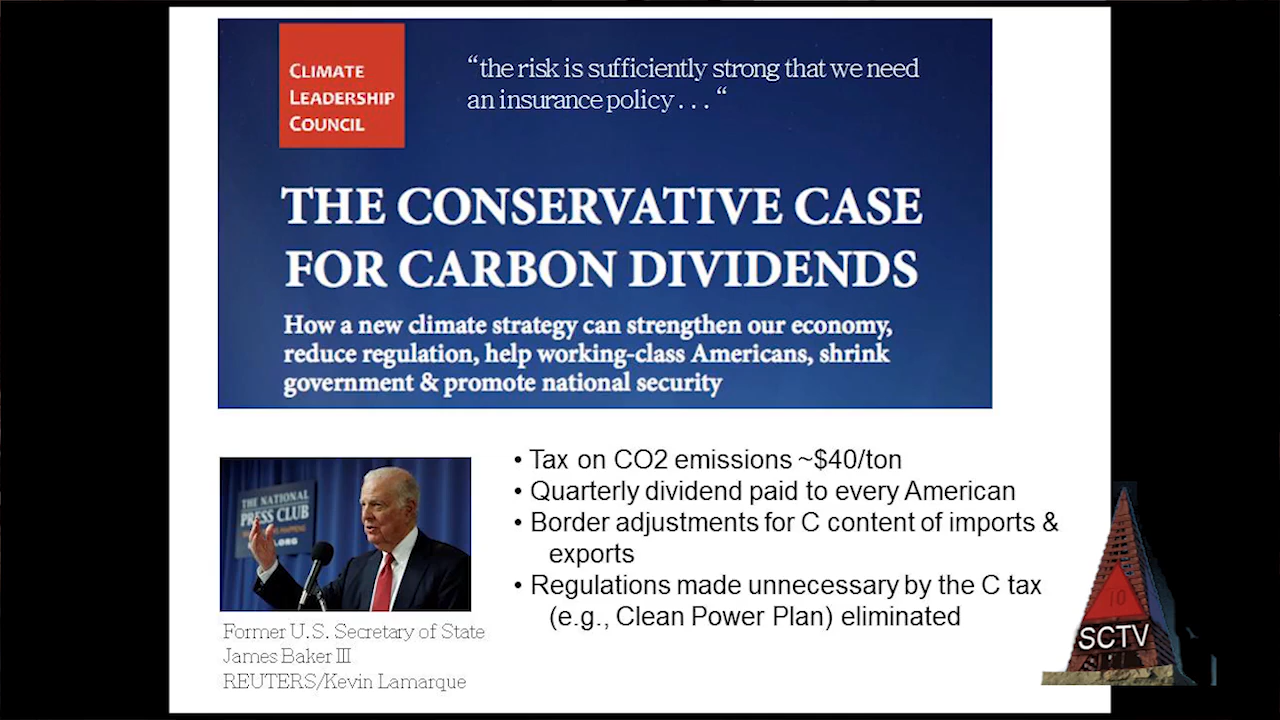 CLIMATE
LEADERSHIP
COUNCIL
“the risk is sufficiently strong that we need
an insurance policy . . . “
THE CONSERVATIVE CASE
FOR CARBON DIVIDENDS
How a new climate strategy can strengthen our economy,
reduce regulation, help working-class Americans, shrink
government & promote national security
THE NATIONAL
PRESS CLUB
Former U.S. Secretary of State
James Baker III
REUTERS/Kevin Lamarque
• Tax on CO2 emissions ~$40/ton
• Quarterly dividend paid to every American
• Border adjustments for C content of imports &
exports
• Regulations made unnecessary by the C tax
(e.g., Clean Power Plan) eliminated
10
SCTV